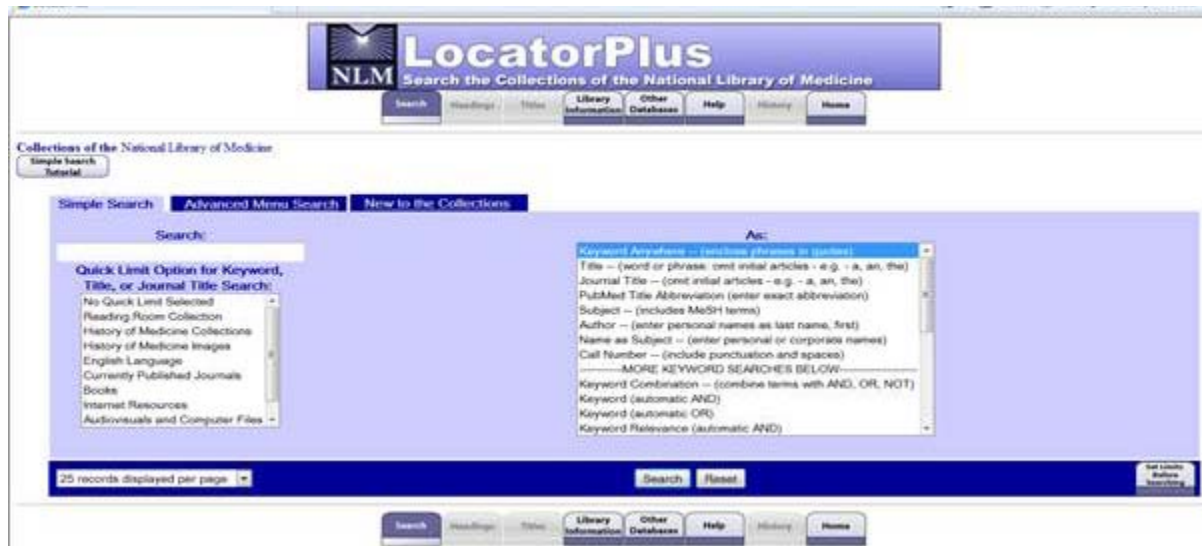 LocatorPlus
NLM Search the Collections of the National Library of Medicine
Search Headings Titles Library Information Other Databases Help History Home
Collections of the National Library of Medicine
Simple Search Tutorial
Simple Search Advanced Menu Search New to the Collections
Search:
Quick Limit Option for Keyword,
Title, or Journal Title Search:
No Quick Limit Selected
Reading Room Collection
History of Medicine Collections
History of Medicine Images
English Language
Currently Published Journals
Books
Internet Resources
Audiovisuals and Computer Files
As:
Keyword Anywhere -- (enclose phrases in quotes)
Title -- (word or phrase: omit initial articles - e.g. - a, an, the)
Journal Title -- (omit initial articles - e.g. - a, an, the)
PubMed Title Abbreviation (enter exact abbreviation)
Subject -- (includes MeSH terms)
Author -- (enter personal names as last name, first)
Name as Subject -- (enter personal or corporate names)
Call Number -- (include punctuation and spaces)
----------MORE KEYWORD SEARCHES BELOW----------
Keyword Combination -- (combine terms with AND, OR, NOT)
Keyword (automatic AND)
Keyword (automatic OR)
Keyword Relevance (automatic AND)
25 records displayed per page
Search Reset
Set Limits Before Searching
Search Headings Titles Library Information Other Databases Help History Home